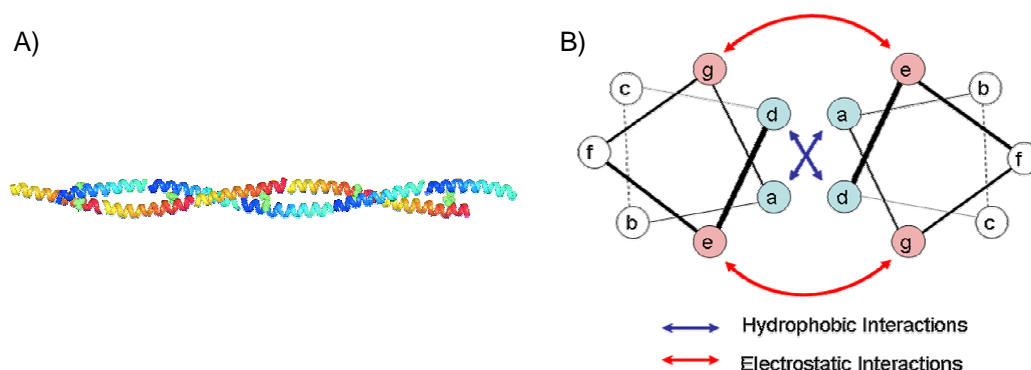 A)
B)
g
e
c
b
d
a
f
f
a
d
b
c
e
g
Hydrophobic Interactions
Electrostatic Interactions